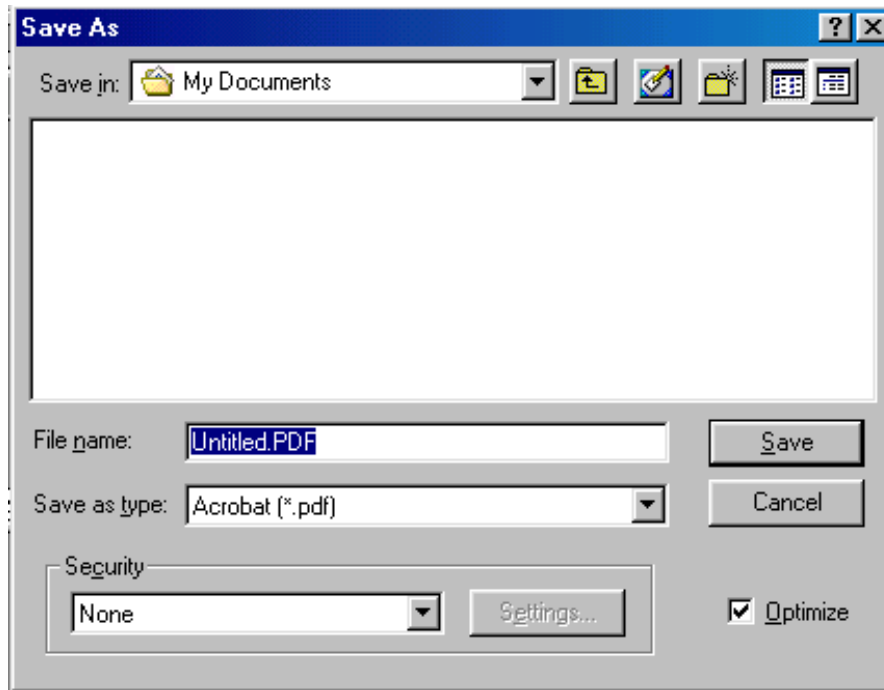 Save As
Save in: My Documents
File name: Untitled.PDF Save
Save as type: Acrobat (*.pdf) Cancel
Security
None Settings... Optimize